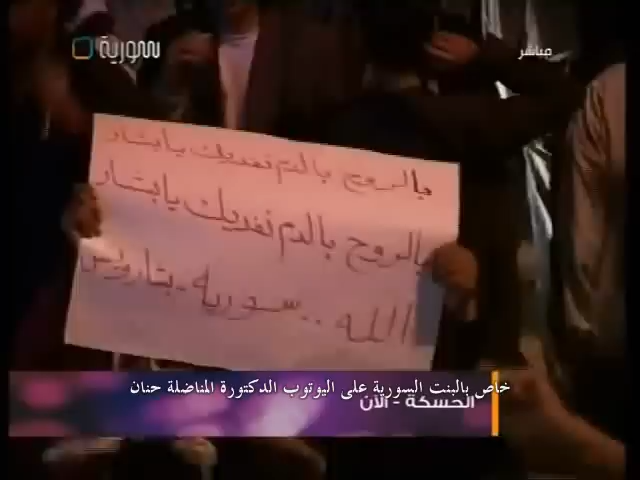 سورية
مباشر
بالروح بالدم نفديك يا بشار
بالروح بالدم نفديك يا بشار
الله .. سورية - بشار وبس
خاص بالبنت السورية على اليوتوب الدكتورة المناضلة حنان
الحسكة - الآن